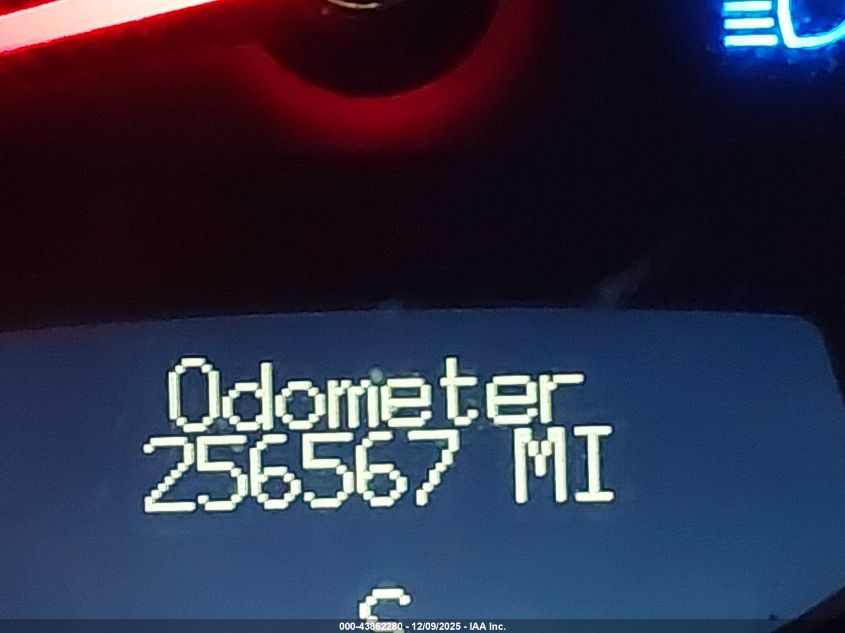 Odometer
256567 MI
S
000-43862280 - 12/09/2025 - IAA Inc.